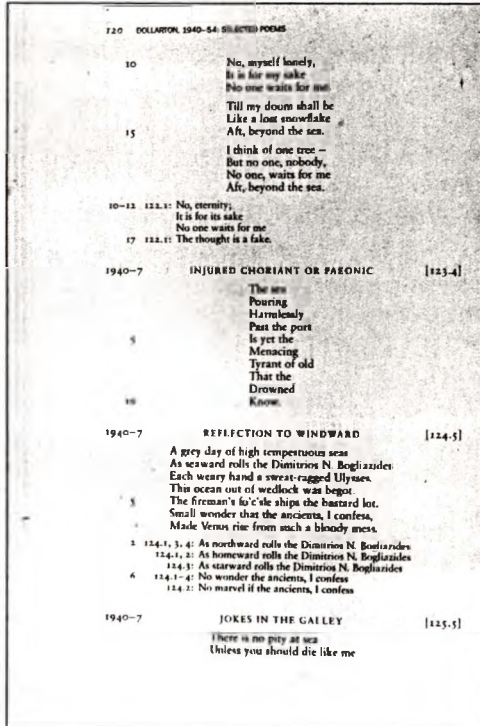 120 DOLLARTON, 1940–54: SELECTED POEMS
10 No, myself lonely,
It is for my sake
No one waits for me.
Till my doum shall be
Like a lost snowflake
15 Aft, beyond the sea.
I think of one tree –
But no one, nobody,
No one, waits for me
Aft, beyond the sea.
10–12 122.1: No, eternity;
It is for its sake
No one waits for me
17 122.1: The thought is a fake.
1940–7 INJURED CHORIANT OR PAEONIC [123.4]
The sea
Pouring
Harmlessly
Past the port
5 Is yet the
Menacing
Tyrant of old
That the
Drowned
10 Know.
1940–7 REFLECTION TO WINDWARD [124.5]
A grey day of high tempestuous seas
As seaward rolls the Dimitrios N. Bogliazides
Each weary hand a sweat-ragged Ulysses.
This ocean out of wedlock was begot.
5 The fireman's fo'c'sle ships the bastard lot.
Small wonder that the ancients, I confess,
Made Venus rise from such a bloody mess.
2 124.1, 3, 4: As northward rolls the Dimitrios N. Bogliazides
124.1, 2: As homeward rolls the Dimitrios N. Bogliazides
124.3: As starward rolls the Dimitrios N. Bogliazides
6 124.1–4: No wonder the ancients, I confess
124.2: No marvel if the ancients, I confess
1940–7 JOKES IN THE GALLEY [125.5]
There is no pity at sea
Unless you should die like me